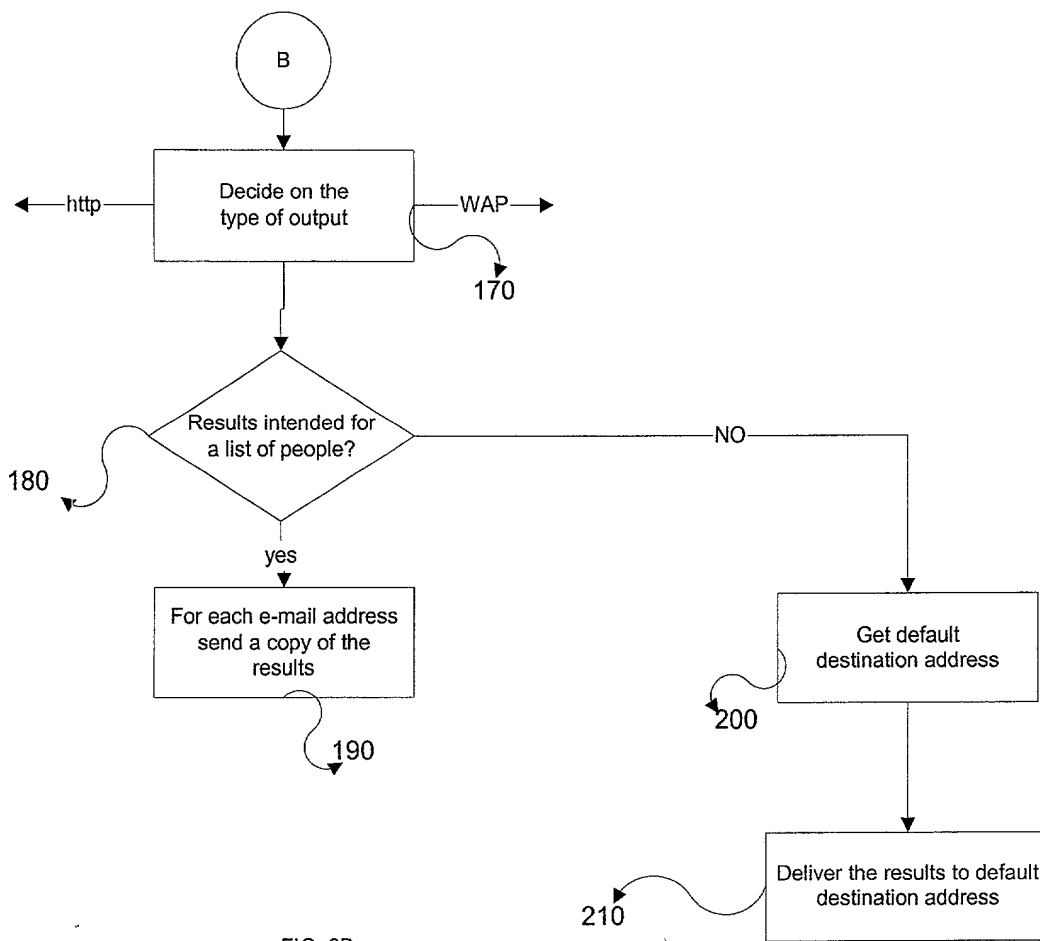 B
Decide on the
type of output
http
WAP
170
Results intended for
a list of people?
NO
180
yes
For each e-mail address
send a copy of the
results
190
Get default
destination address
200
Deliver the results to default
destination address
210